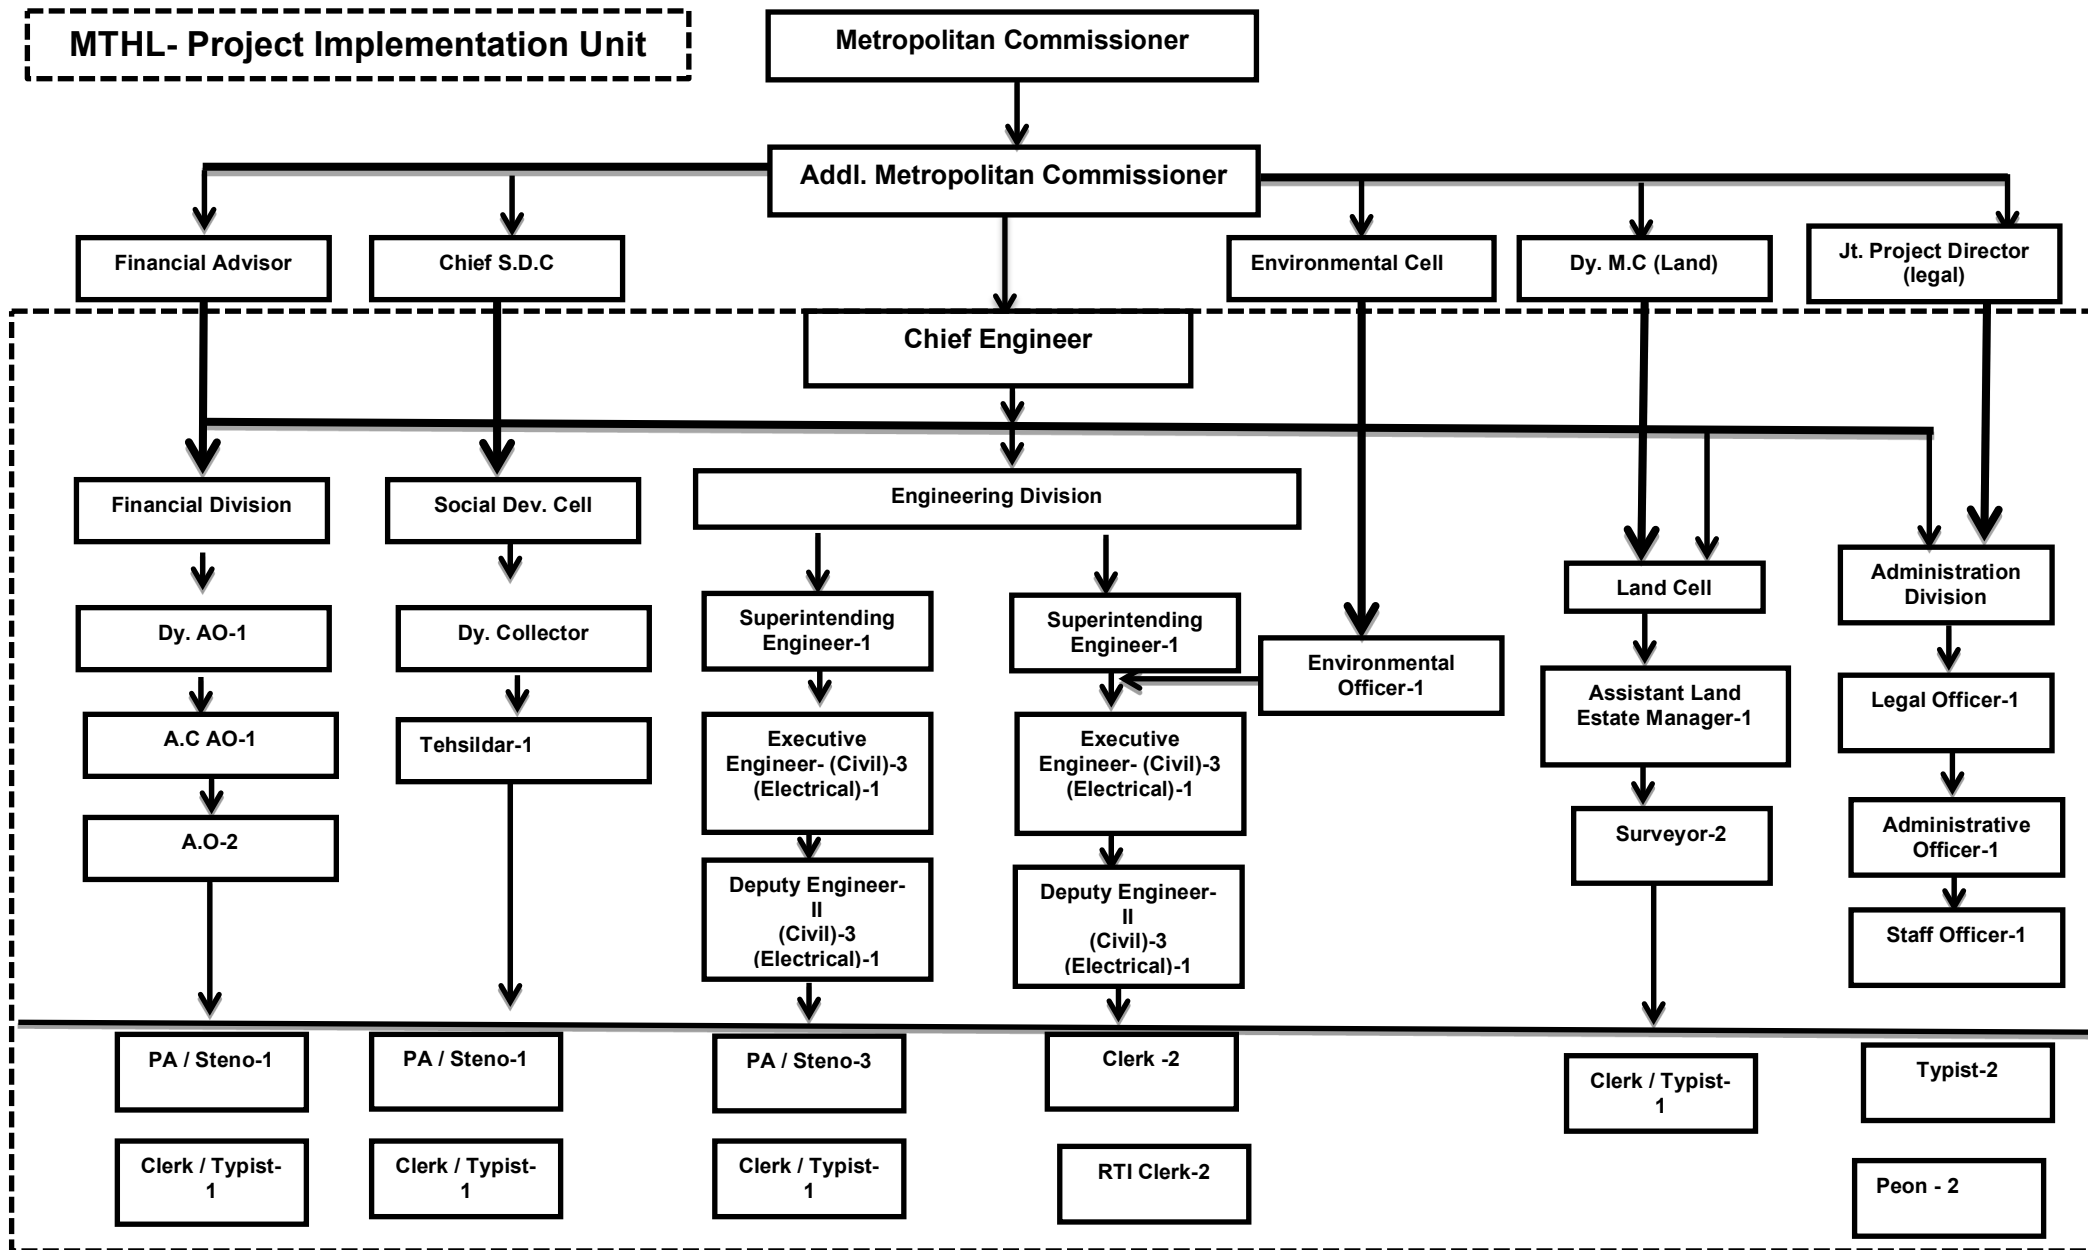 MTHL- Project Implementation Unit
Metropolitan Commissioner
Addl. Metropolitan Commissioner
Financial Advisor
Chief S.D.C
Environmental Cell
Dy. M.C (Land)
Jt. Project Director
(legal)
Chief Engineer
Financial Division
Social Dev. Cell
Engineering Division
Land Cell
Administration
Division
Dy. AO-1
Dy. Collector
Superintending
Engineer-1
Superintending
Engineer-1
Environmental
Officer-1
Assistant Land
Estate Manager-1
Legal Officer-1
A.C AO-1
Tehsildar-1
Executive
Engineer- (Civil)-3
(Electrical)-1
Executive
Engineer- (Civil)-3
(Electrical)-1
A.O-2
Surveyor-2
Administrative
Officer-1
Deputy Engineer-
II
(Civil)-3
(Electrical)-1
Deputy Engineer-
II
(Civil)-3
(Electrical)-1
Staff Officer-1
PA / Steno-1
PA / Steno-1
PA / Steno-3
Clerk -2
Clerk / Typist-
1
Typist-2
Clerk / Typist-
1
Clerk / Typist-
1
Clerk / Typist-
1
RTI Clerk-2
Peon - 2